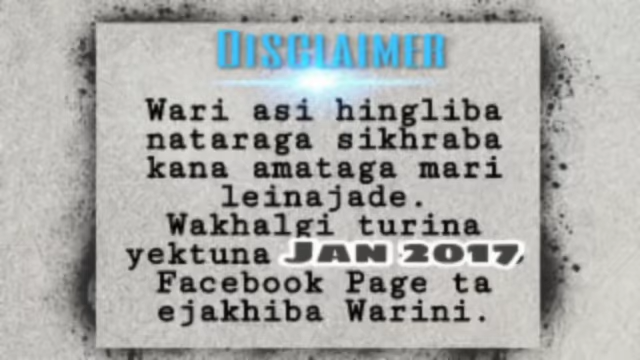 DISCLAIMER
Wari asi hingliba
nataraga sikhraba
kana amataga mari
leinajade.
Wakhalgi turina
yektuna JAN 2017,
Facebook Page ta
ejakhiba Warini.